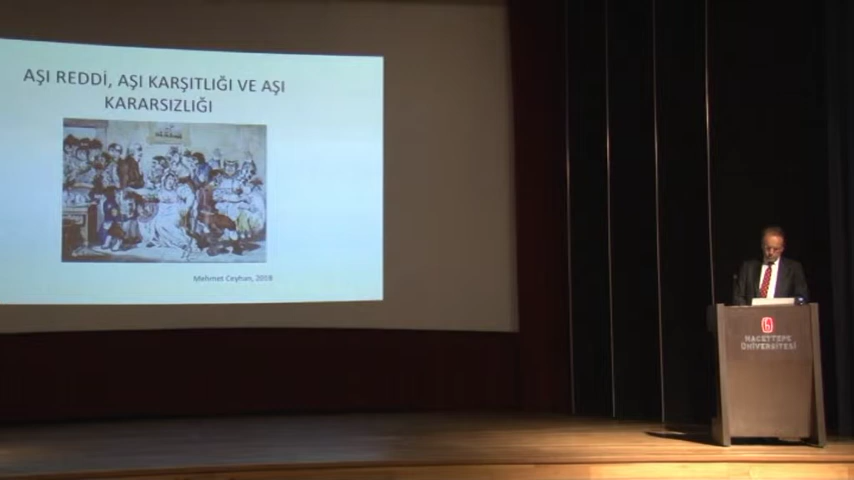 AŞI REDDİ, AŞI KARŞITLIĞI VE AŞI
KARARSIZLIĞI
Mehmet Ceyhan, 2018
HACETTEPE
ÜNİVERSİTESİ